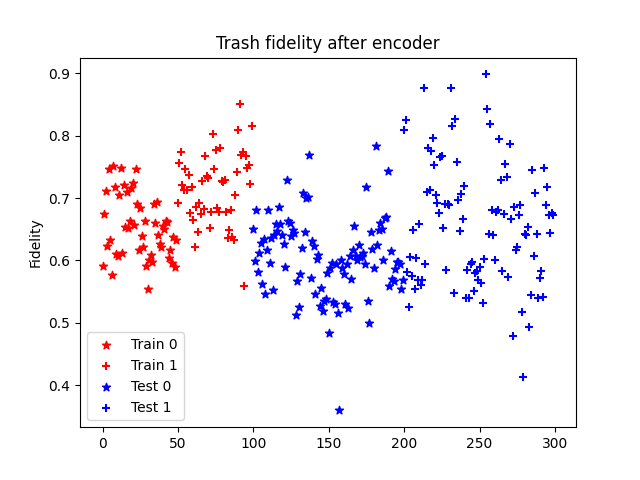 Trash fidelity after encoder
Fidelity
0.9
0.8
0.7
0.6
0.5
0.4
Train 0
Train 1
Test 0
Test 1
0 50 100 150 200 250 300